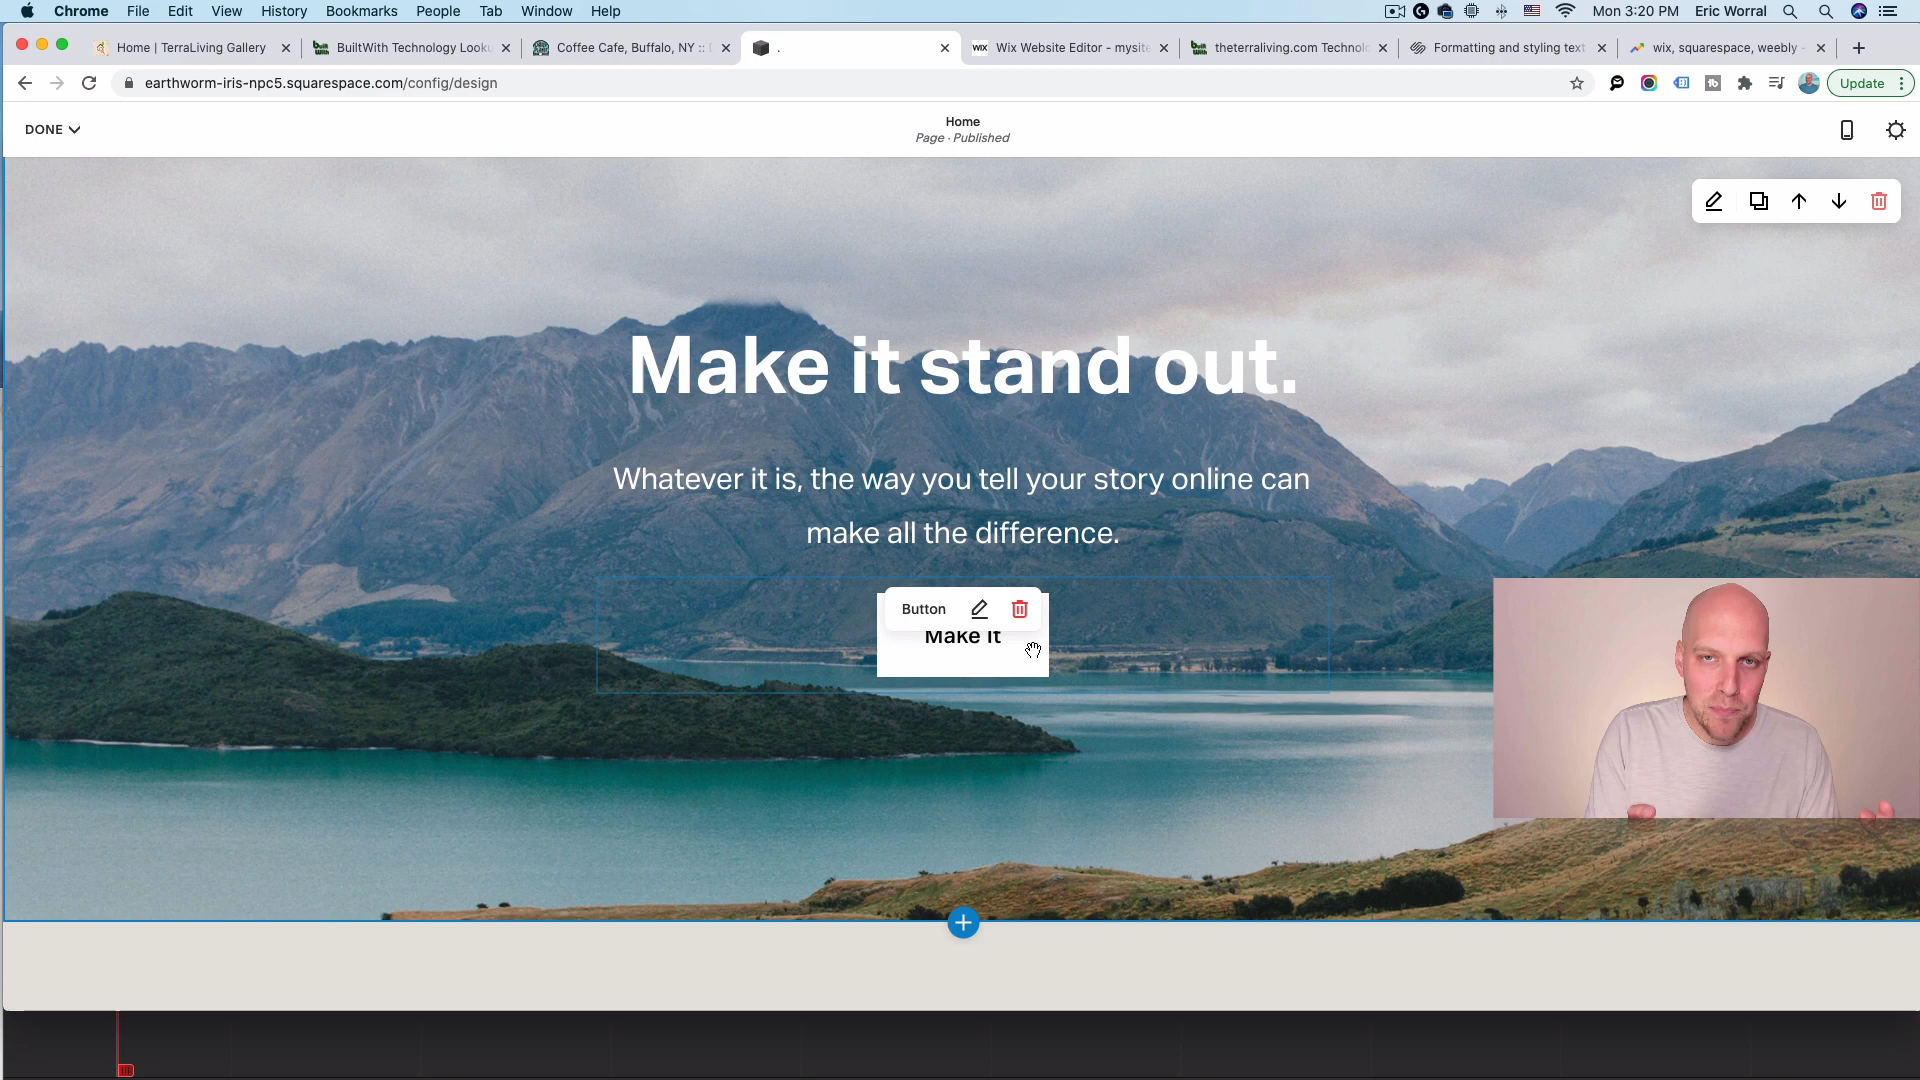 Chrome File Edit View History Bookmarks People Tab Window Help
Mon 3:20 PM Eric Worral
Home | TerraLiving Gallery
BuiltWith Technology Looku
Coffee Cafe, Buffalo, NY ::
.
WIX Wix Website Editor - mysite
theterraliving.com Technolo
Formatting and styling text
wix, squarespace, weebly -
earthworm-iris-npc5.squarespace.com/config/design
Update
DONE
Home
Page · Published
Make it stand out.
Whatever it is, the way you tell your story online can
make all the difference.
Button
Make It